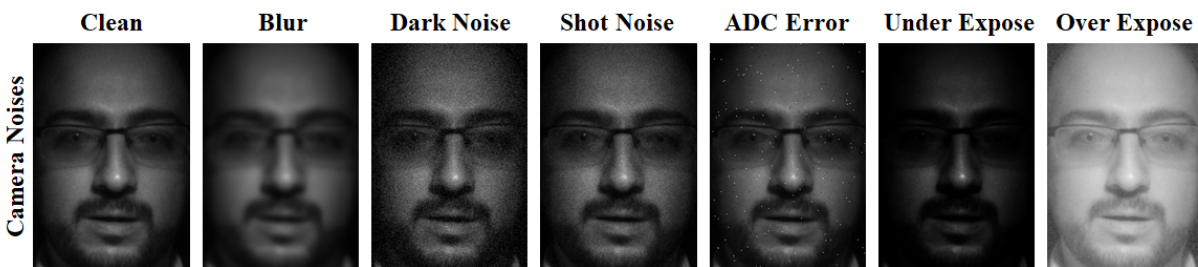 Clean Blur Dark Noise Shot Noise ADC Error Under Expose Over Expose
Camera Noises